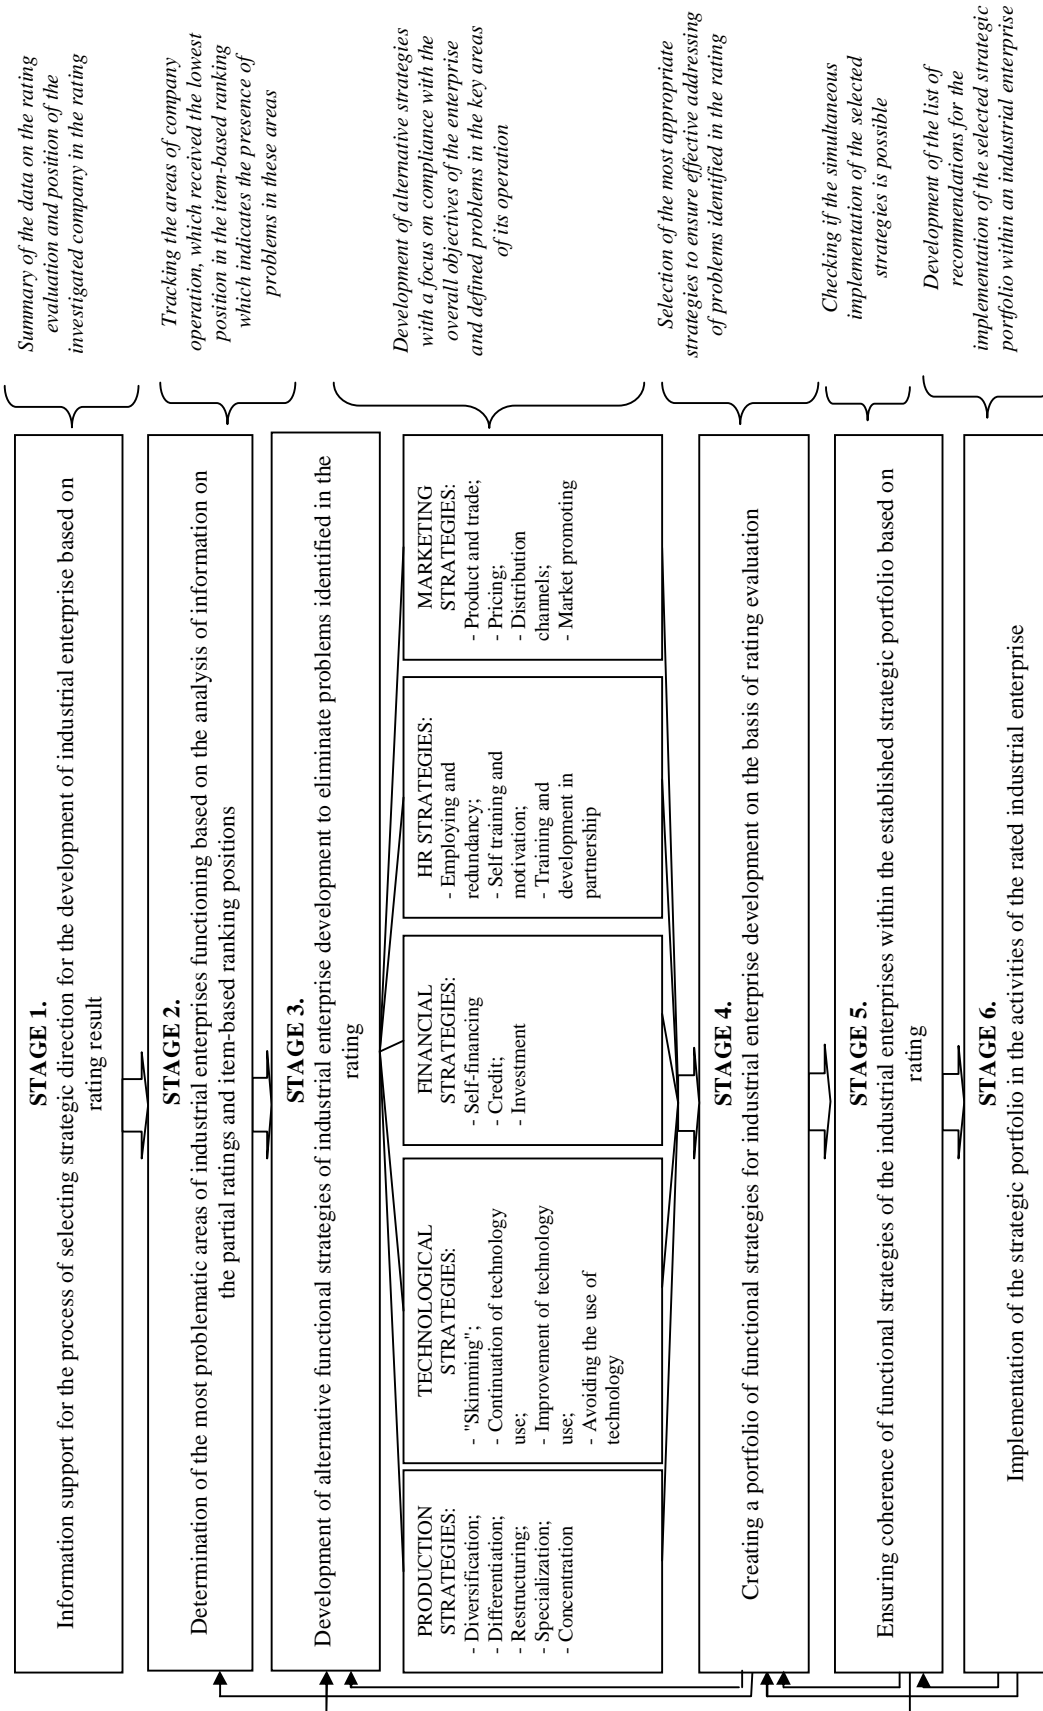 STAGE 1.
Information support for the process of selecting strategic direction for the development of industrial enterprise based on
rating result
Summary of the data on the rating
evaluation and position of the
investigated company in the rating
STAGE 2.
Determination of the most problematic areas of industrial enterprises functioning based on the analysis of information on
the partial ratings and item-based ranking positions
Tracking the areas of company
operation, which received the lowest
position in the item-based ranking
which indicates the presence of
problems in these areas
STAGE 3.
Development of alternative functional strategies of industrial enterprise development to eliminate problems identified in the
rating
PRODUCTION
STRATEGIES:
- Diversification;
- Differentiation;
- Restructuring;
- Specialization;
- Concentration
TECHNOLOGICAL
STRATEGIES:
- "Skimming";
- Continuation of technology
use;
- Improvement of technology
use;
- Avoiding the use of
technology
FINANCIAL
STRATEGIES:
- Self-financing
- Credit;
- Investment
HR STRATEGIES:
- Employing and
redundancy;
- Self training and
motivation;
- Training and
development in
partnership
MARKETING
STRATEGIES:
- Product and trade;
- Pricing;
- Distribution
channels;
- Market promoting
Development of alternative strategies
with a focus on compliance with the
overall objectives of the enterprise
and defined problems in the key areas
of its operation
STAGE 4.
Creating a portfolio of functional strategies for industrial enterprise development on the basis of rating evaluation
Selection of the most appropriate
strategies to ensure effective addressing
of problems identified in the rating
STAGE 5.
Ensuring coherence of functional strategies of the industrial enterprises within the established strategic portfolio based on
rating
Checking if the simultaneous
implementation of the selected
strategies is possible
STAGE 6.
Implementation of the strategic portfolio in the activities of the rated industrial enterprise
Development of the list of
recommendations for the
implementation of the selected strategic
portfolio within an industrial enterprise